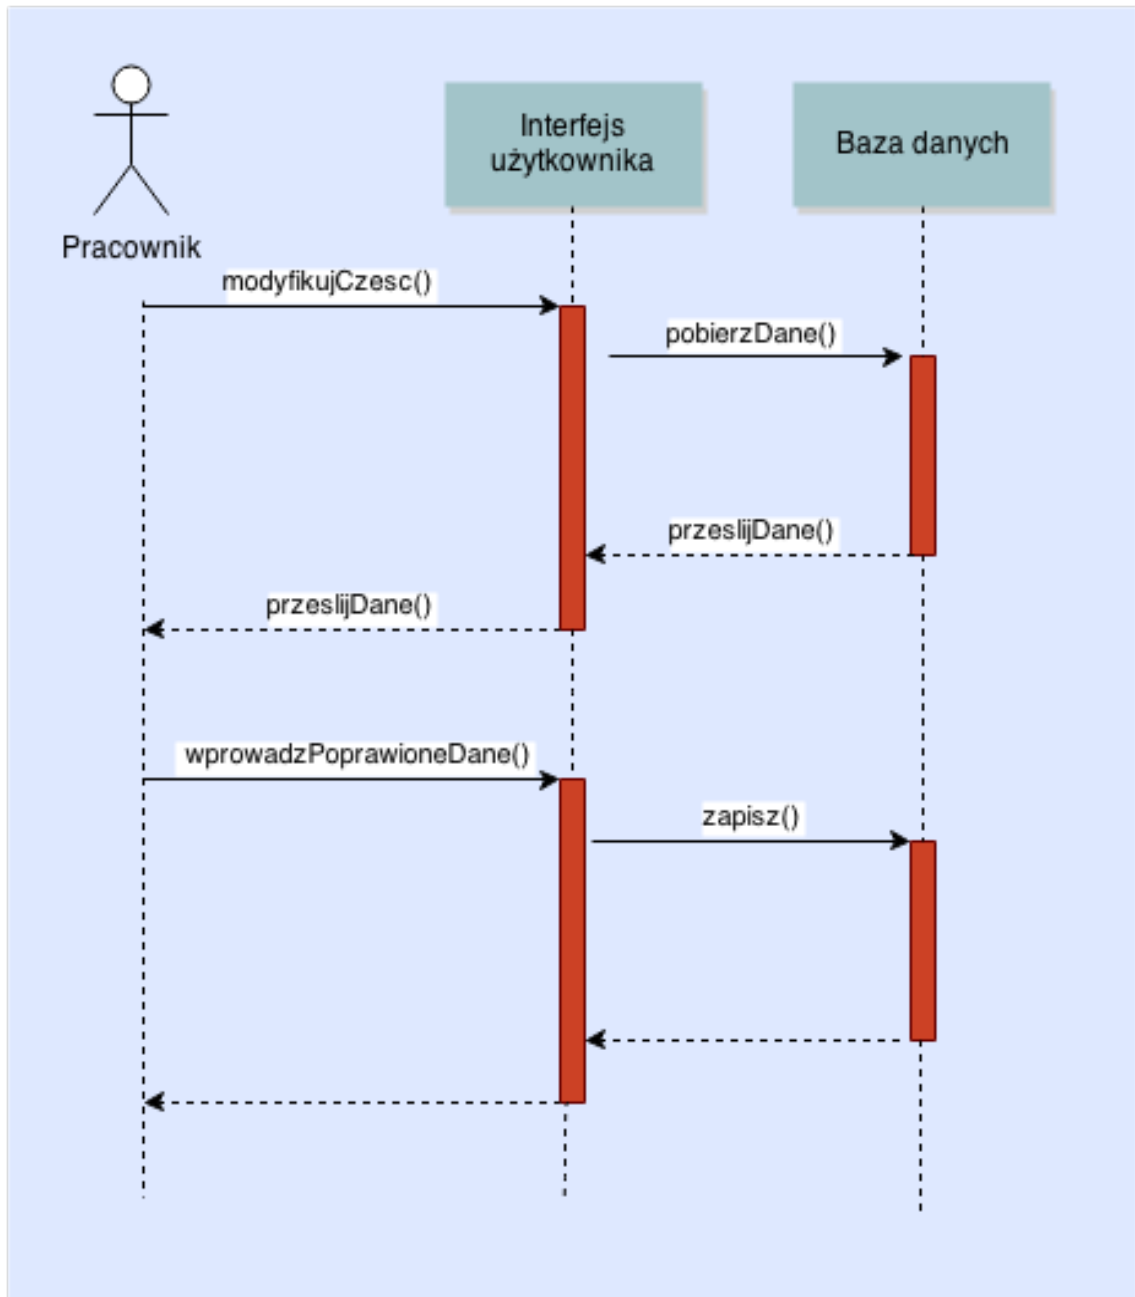 Interfejs
użytkownika
Baza danych
Pracownik
modyfikujCzesc()
pobierzDane()
przeslijDane()
przeslijDane()
wprowadzPoprawioneDane()
zapisz()